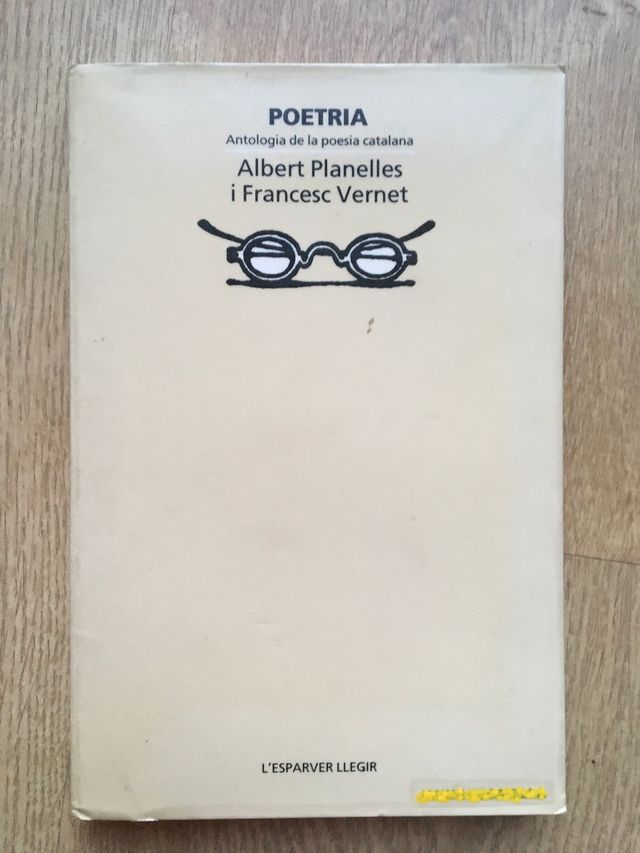 POETRIA
Antologia de la poesia catalana
Albert Planelles
i Francesc Vernet
L'ESPARVER LLEGIR